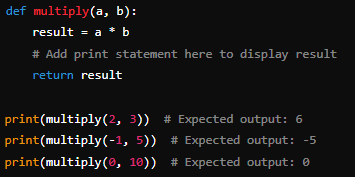 def multiply(a, b):
    result = a * b
    # Add print statement here to display result
    return result

print(multiply(2, 3))  # Expected output: 6
print(multiply(-1, 5))  # Expected output: -5
print(multiply(0, 10))  # Expected output: 0